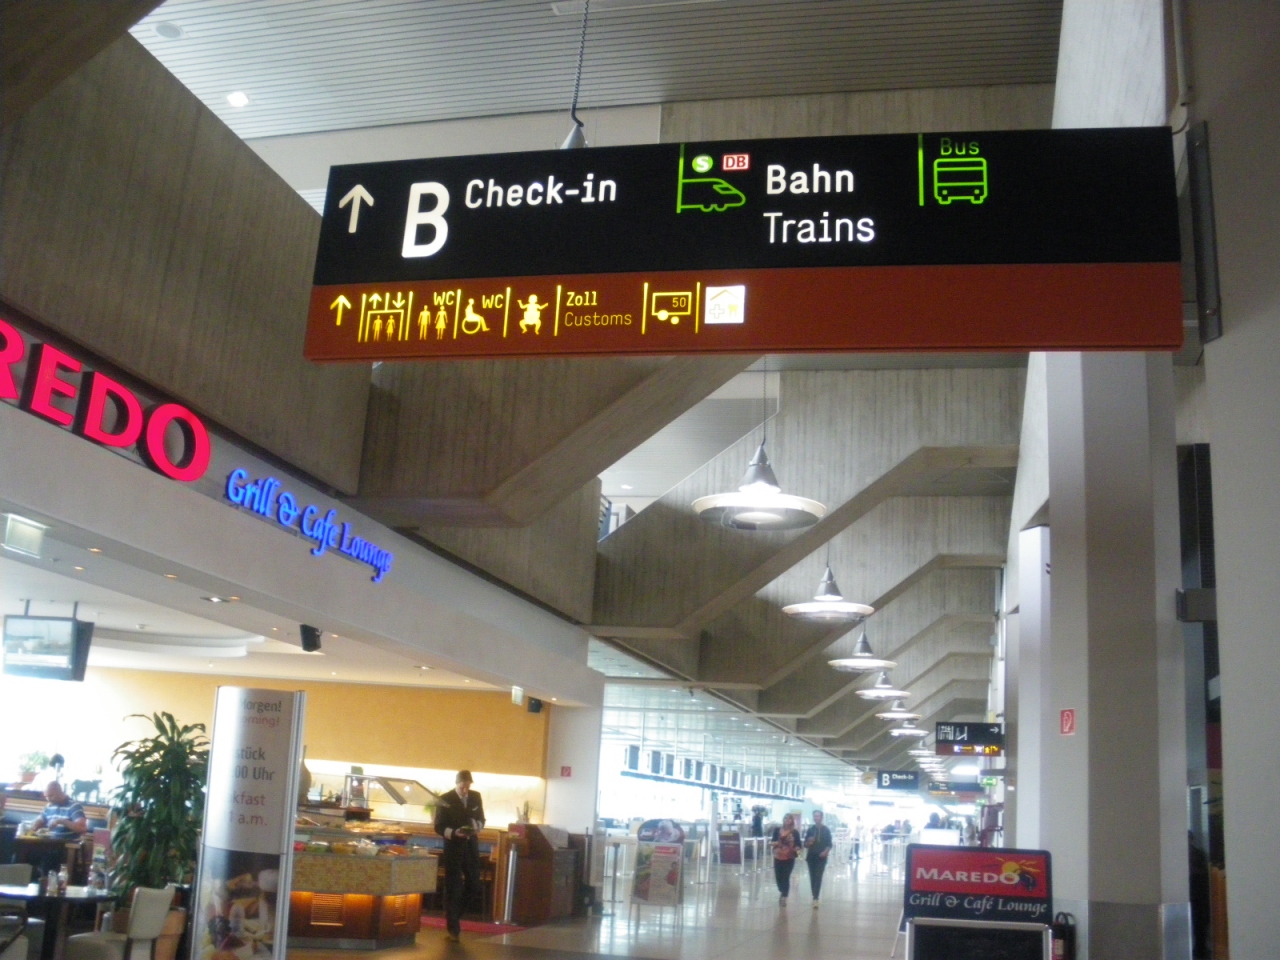 B Check-in
S DB
Bahn
Trains
Bus
WC
WC
Zoll
Customs
50
REDO
Grill & Café Lounge
B Check-in
MAREDO
Grill & Café Lounge